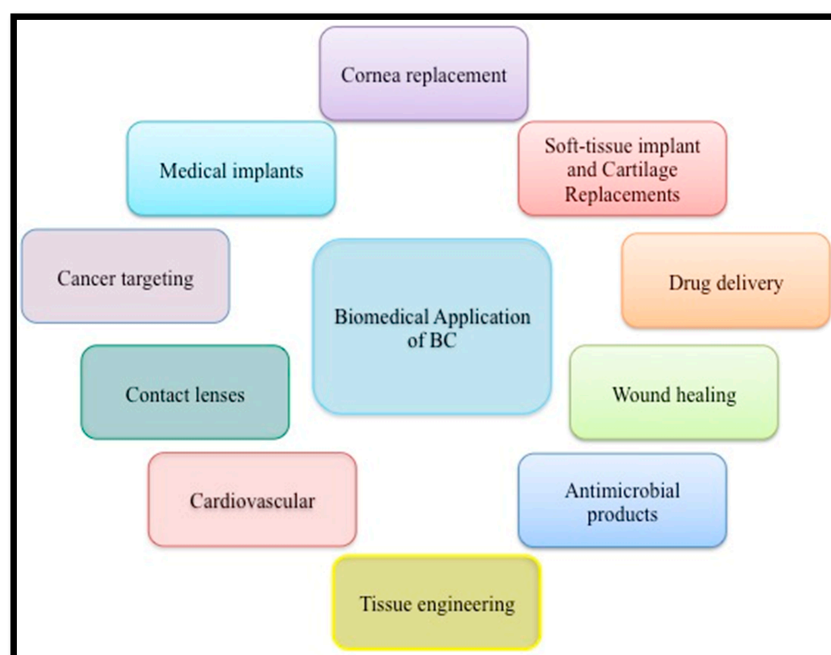 Cornea replacement
Medical implants
Soft-tissue implant
and Cartilage
Replacements
Cancer targeting
Drug delivery
Biomedical Application
of BC
Contact lenses
Wound healing
Cardiovascular
Antimicrobial
products
Tissue engineering